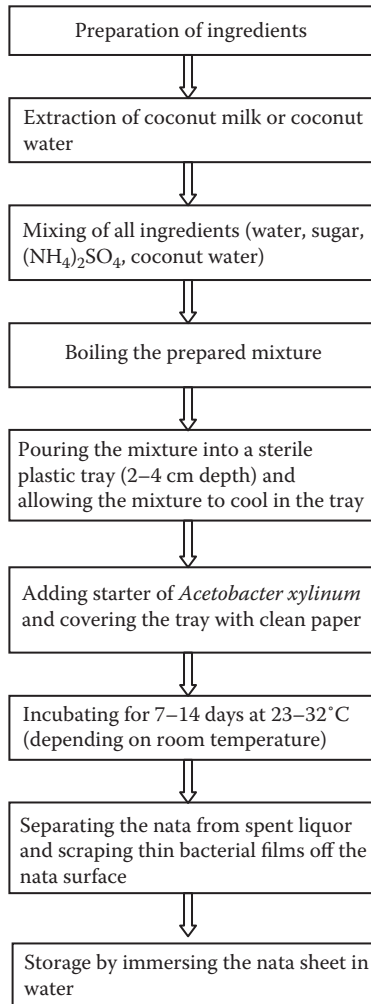 Preparation of ingredients
Extraction of coconut milk or coconut
water
Mixing of all ingredients (water, sugar,
(NH₄)₂SO₄, coconut water)
Boiling the prepared mixture
Pouring the mixture into a sterile
plastic tray (2–4 cm depth) and
allowing the mixture to cool in the tray
Adding starter of Acetobacter xylinum
and covering the tray with clean paper
Incubating for 7–14 days at 23–32˚C
(depending on room temperature)
Separating the nata from spent liquor
and scraping thin bacterial films off the
nata surface
Storage by immersing the nata sheet in
water